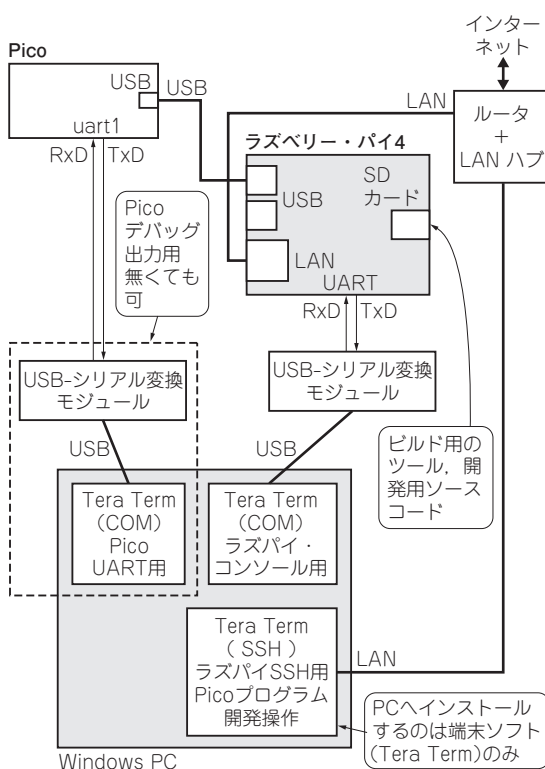 インター
ネット
Pico
USB
USB
LAN
ルータ
+
LAN ハブ
uart1
RxD
TxD
ラズベリー・パイ4
SD
カード
USB
LAN
UART
RxD
TxD
Pico
デバッグ
出力用
無くても
可
USB-シリアル変換
モジュール
USB-シリアル変換
モジュール
USB
USB
ビルド用の
ツール，開
発用ソース
コード
Tera Term
(COM)
Pico
UART用
Tera Term
(COM)
ラズパイ・
コンソール用
Tera Term
( SSH )
ラズパイSSH用
Picoプログラム
開発操作
LAN
PCへインストール
するのは端末ソフト
(Tera Term)のみ
Windows PC